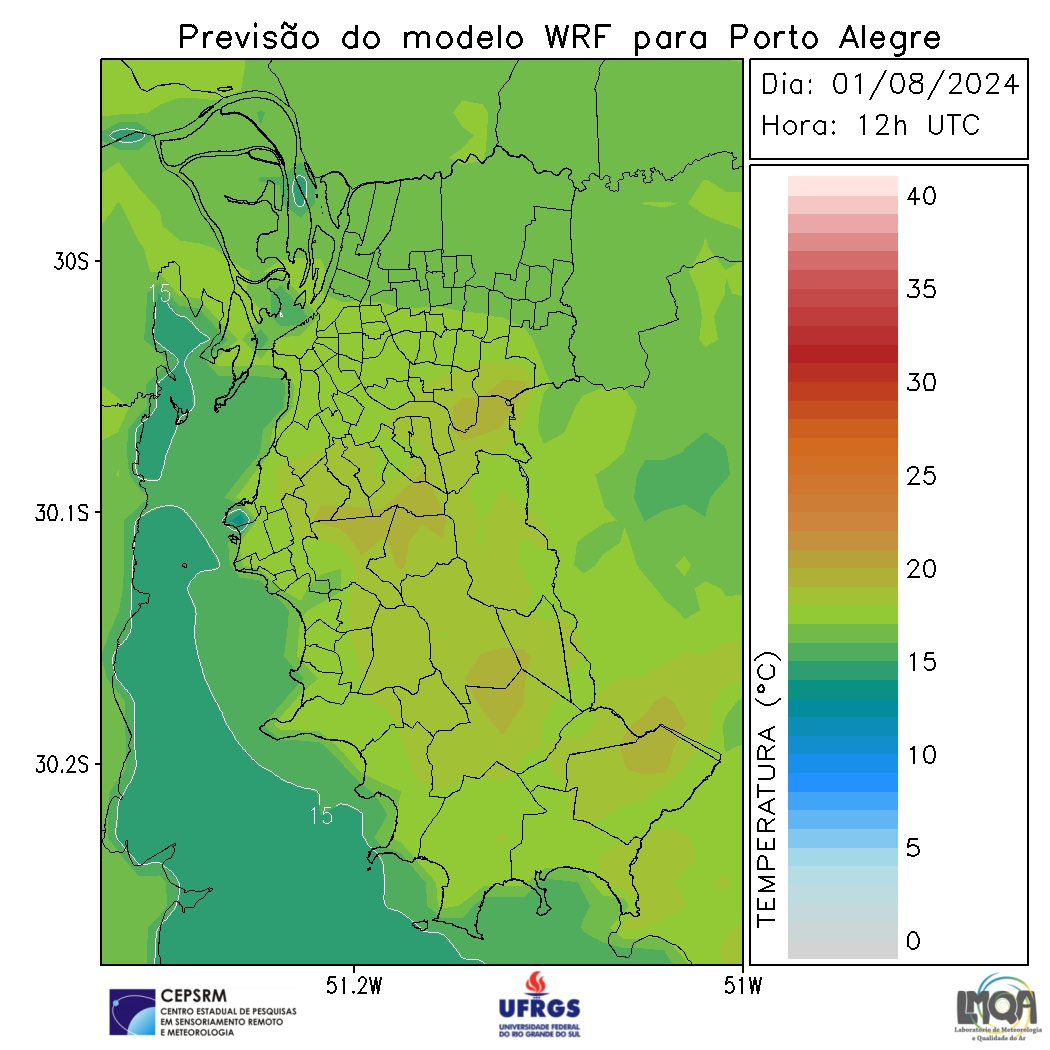 Previsão do modelo WRF para Porto Alegre
Dia: 01/08/2024
Hora: 12h UTC
30S
30.1S
30.2S
51.2W
51W
15
15
TEMPERATURA (°C)
40
35
30
25
20
15
10
5
0
CEPSRM
CENTRO ESTADUAL DE PESQUISAS
EM SENSORIAMENTO REMOTO
E METEOROLOGIA
UFRGS
UNIVERSIDADE FEDERAL
DO RIO GRANDE DO SUL
LMQA
Laboratório de Meteorologia
e Qualidade do Ar